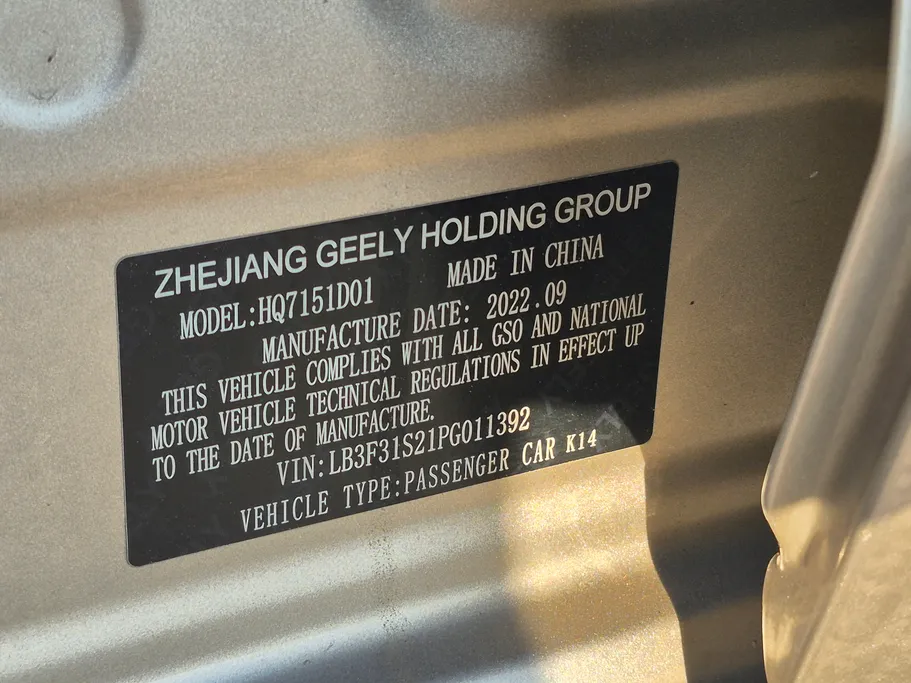 ZHEJIANG GEELY HOLDING GROUP
MODEL:HQ7151D01 MADE IN CHINA
MANUFACTURE DATE: 2022.09
THIS VEHICLE COMPLIES WITH ALL GSO AND NATIONAL
MOTOR VEHICLE TECHNICAL REGULATIONS IN EFFECT UP
TO THE DATE OF MANUFACTURE.
VIN:LB3F31S21PG011392
VEHICLE TYPE:PASSENGER CAR K14